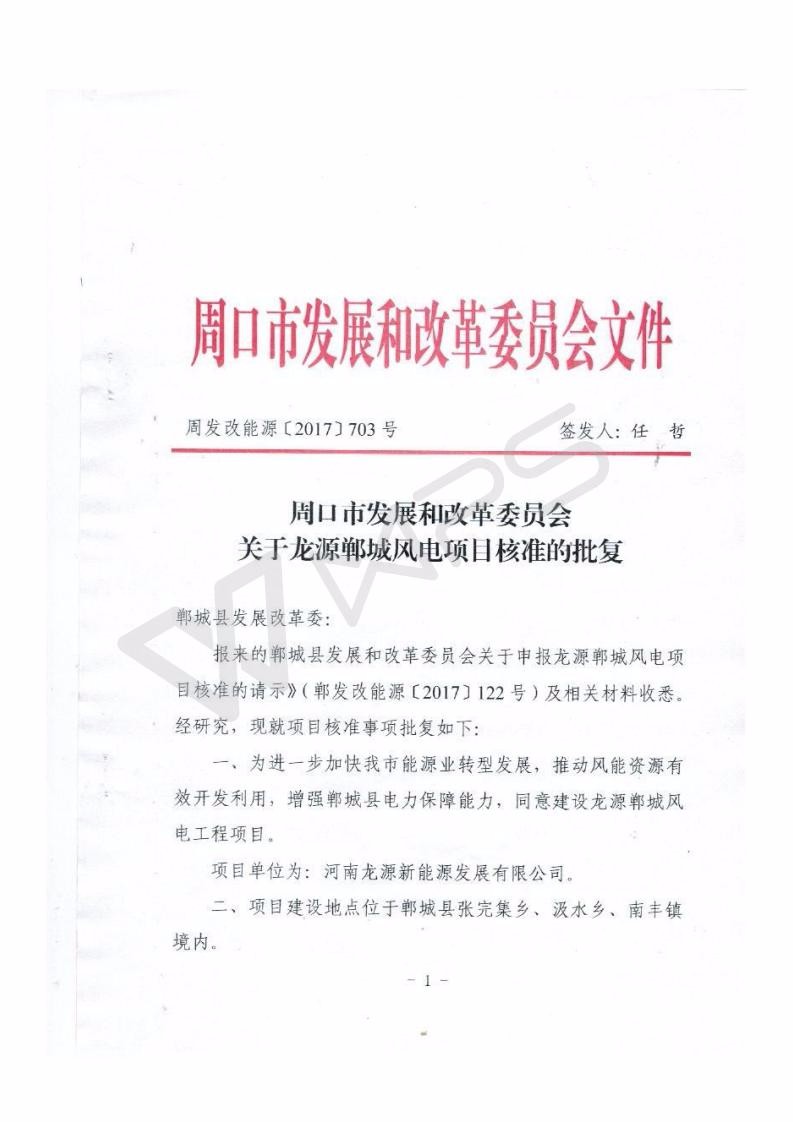 周口市发展和改革委员会文件
周发改能源〔2017〕703号 签发人：任 哲
周口市发展和改革委员会
关于龙源郸城风电项目核准的批复
郸城县发展改革委：
报来的郸城县发展和改革委员会关于申报龙源郸城风电项
目核准的请示》（郸发改能源〔2017〕122号）及相关材料收悉。
经研究，现就项目核准事项批复如下：
一、为进一步加快我市能源业转型发展，推动风能资源有
效开发利用，增强郸城县电力保障能力，同意建设龙源郸城风
电工程项目。
项目单位为：河南龙源新能源发展有限公司。
二、项目建设地点位于郸城县张完集乡、汲水乡、南丰镇
境内。
- 1 -
WPS